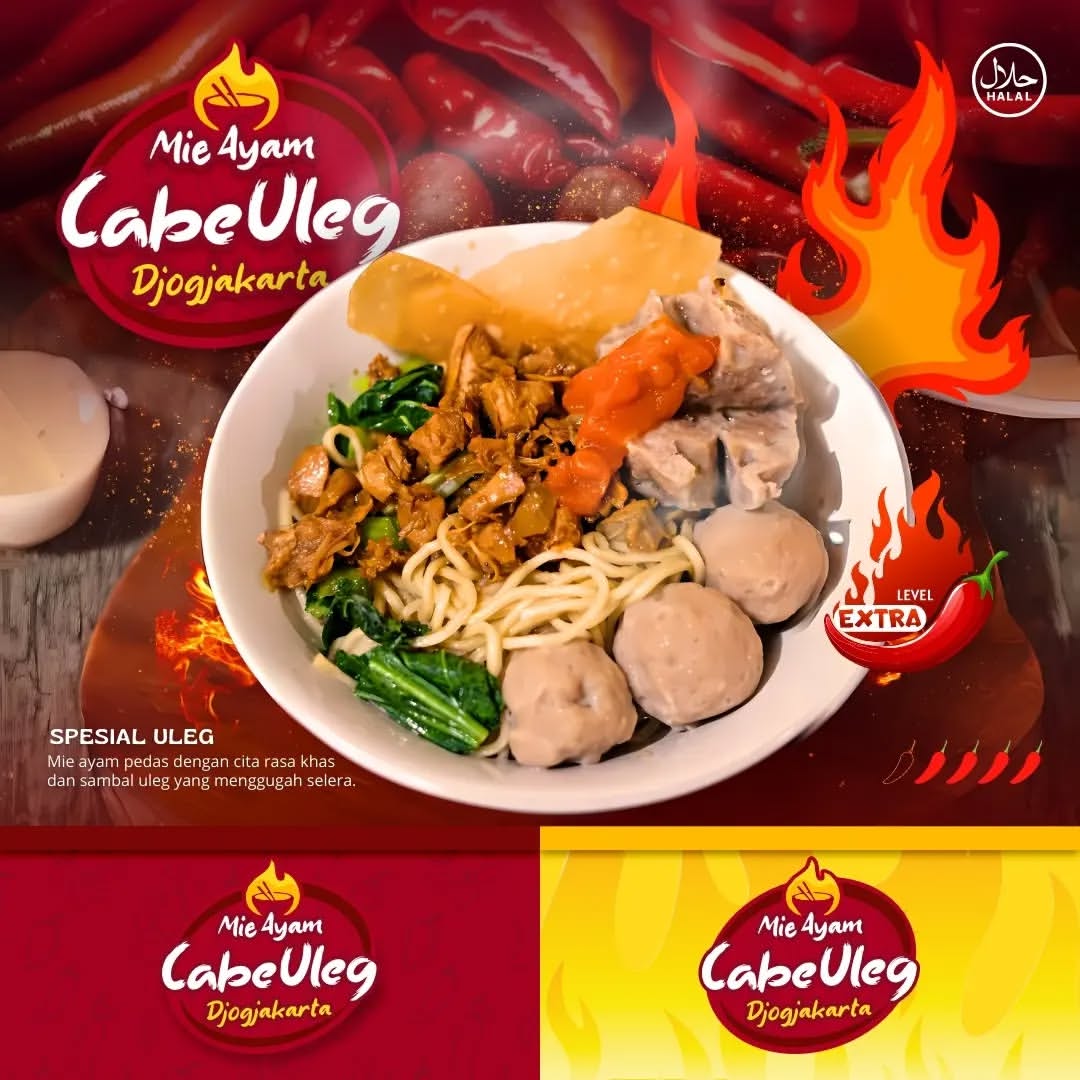 Mie Ayam
CabeUleg
Djogjakarta
حلال
HALAL
LEVEL
EXTRA
SPESIAL ULEG
Mie ayam pedas dengan cita rasa khas
dan sambal uleg yang menggugah selera.
Mie Ayam
CabeUleg
Djogjakarta
Mie Ayam
CabeUleg
Djogjakarta